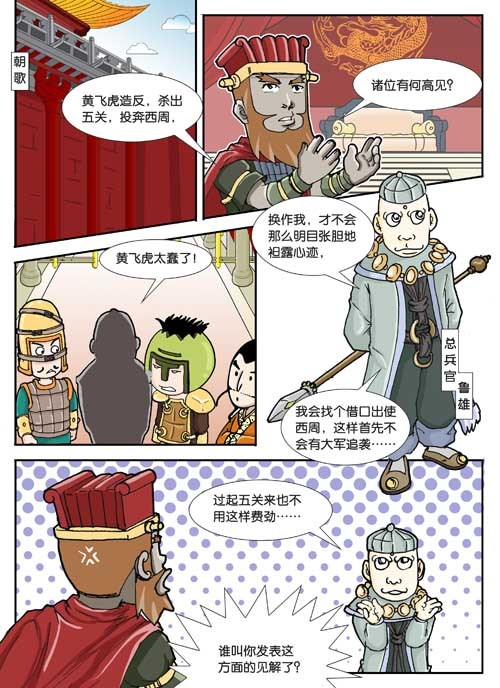 朝歌
黄飞虎造反，杀出
五关，投奔西周，
诸位有何高见？
黄飞虎太蠢了！
换作我，才不会
那么明目张胆地
袒露心迹，
总兵官
鲁雄
我会找个借口出使
西周，这样首先不
会有大军追袭……
过起五关来也不
用这样费劲……
谁叫你发表这
方面的见解了？